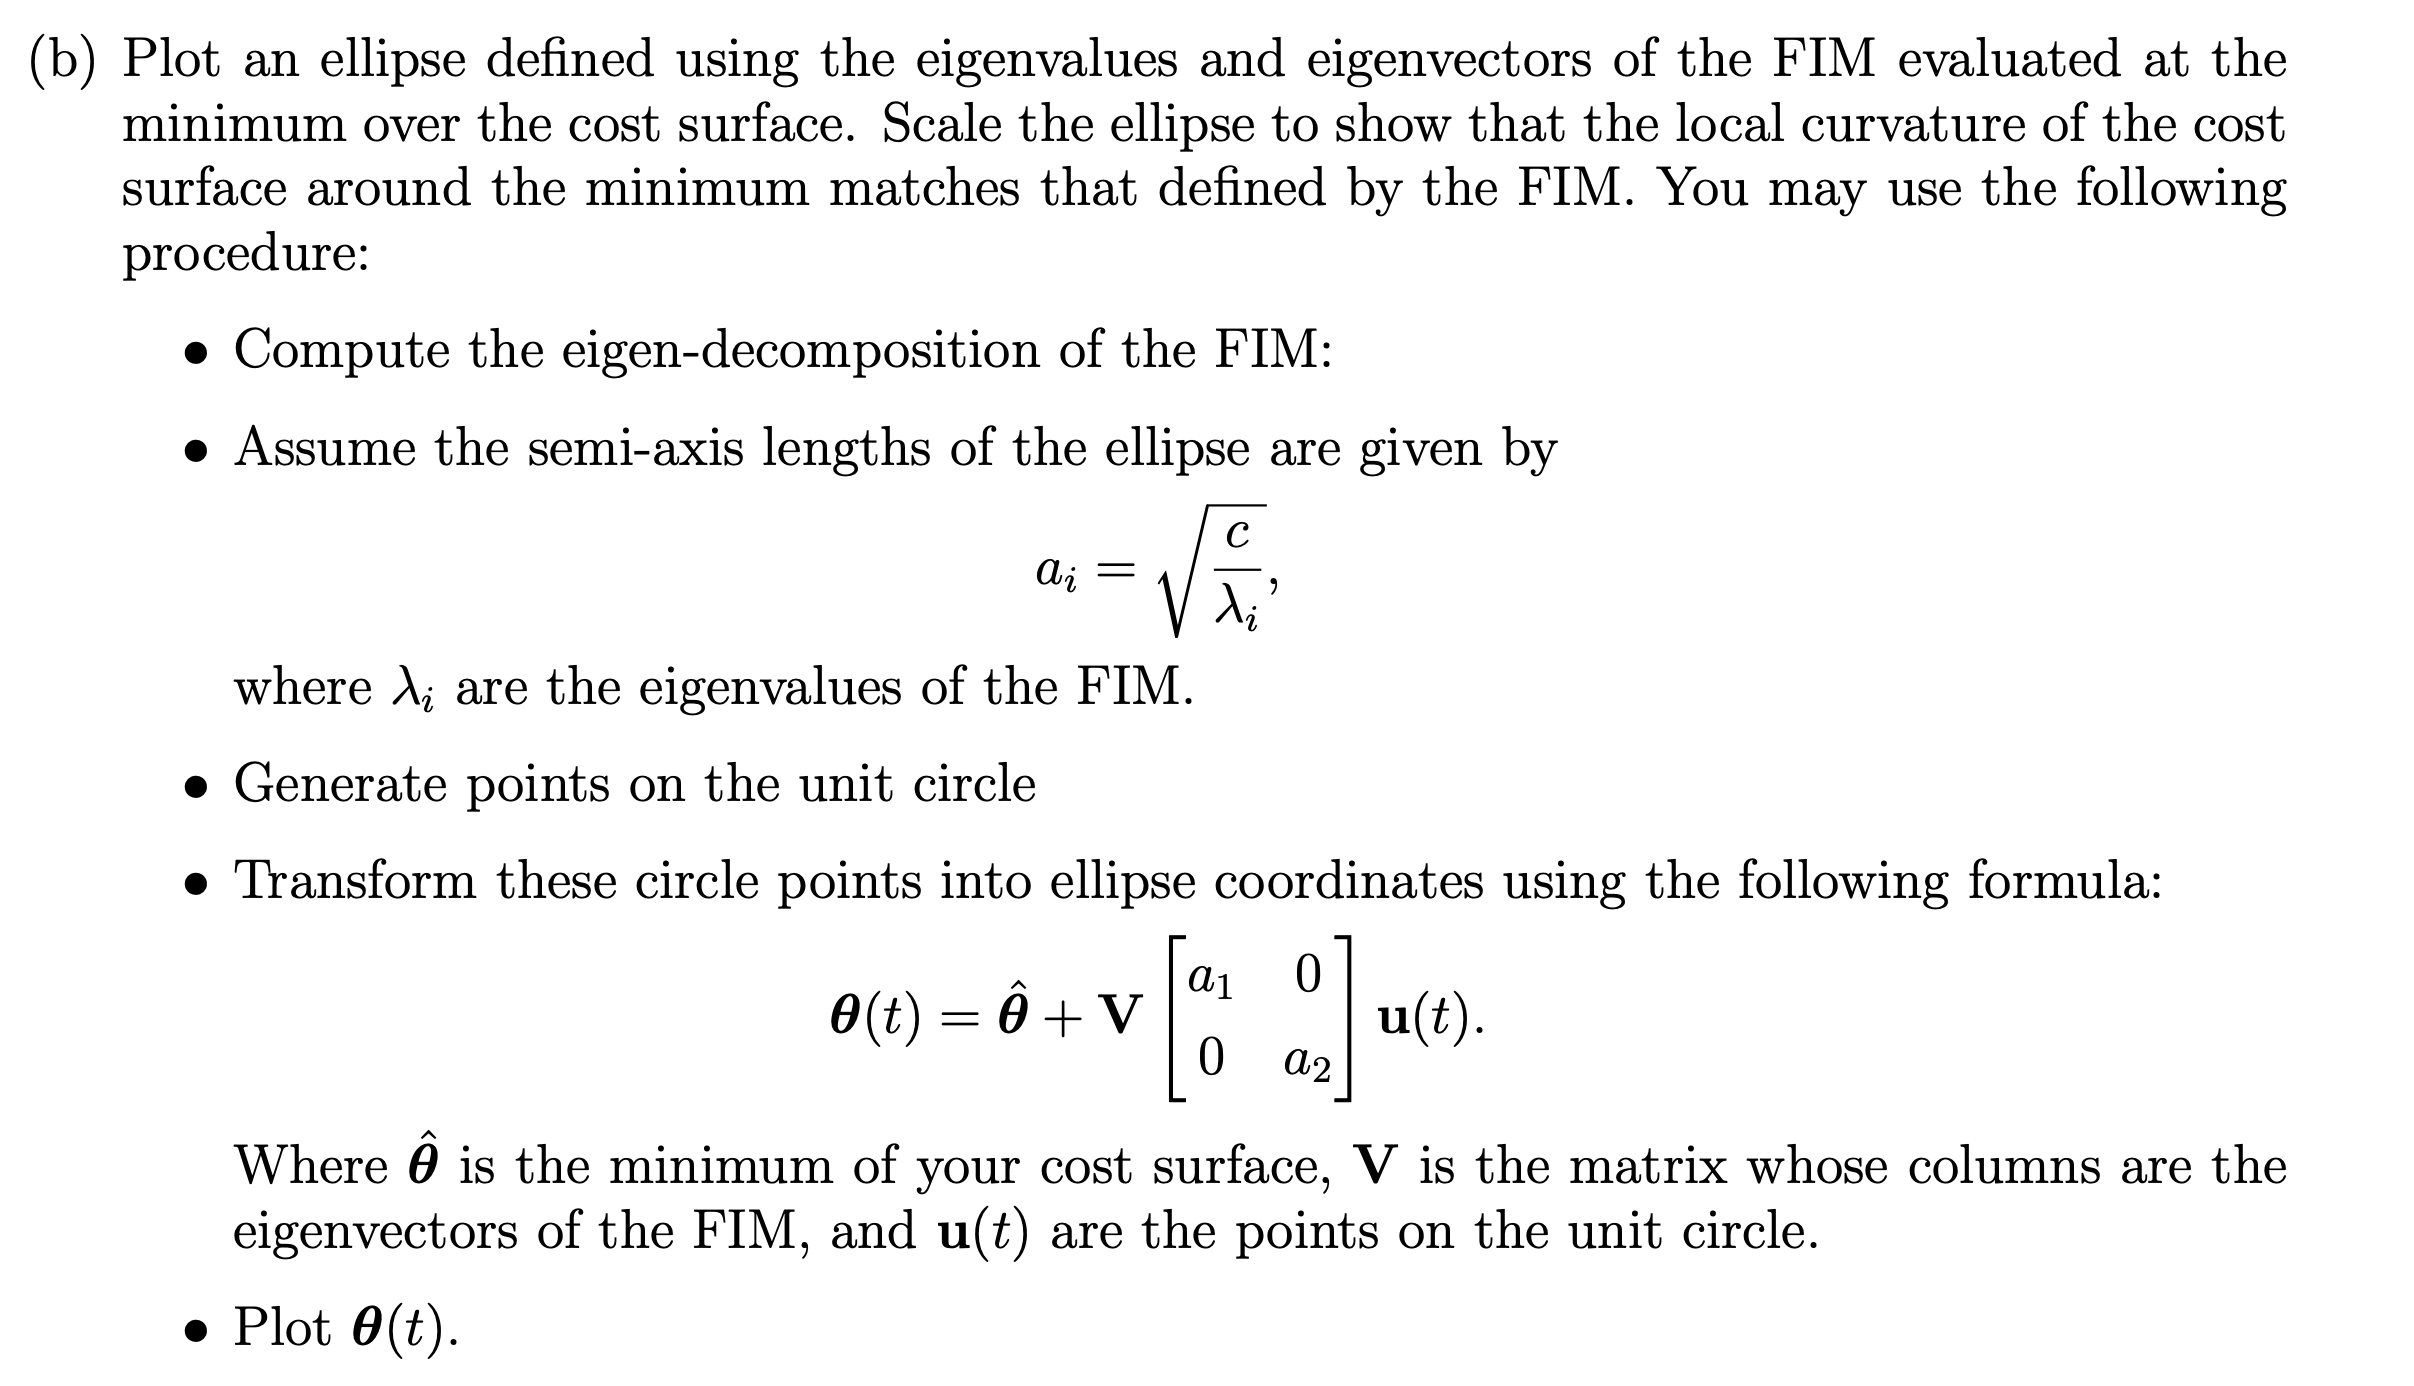 (b) Plot an ellipse defined using the eigenvalues and eigenvectors of the FIM evaluated at the
minimum over the cost surface. Scale the ellipse to show that the local curvature of the cost
surface around the minimum matches that defined by the FIM. You may use the following
procedure:
• Compute the eigen-decomposition of the FIM:
• Assume the semi-axis lengths of the ellipse are given by
$a_i = \sqrt{\frac{c}{\lambda_i}},$
where $\lambda_i$ are the eigenvalues of the FIM.
• Generate points on the unit circle
• Transform these circle points into ellipse coordinates using the following formula:
$\boldsymbol{\theta}(t) = \hat{\boldsymbol{\theta}} + \mathbf{V} \begin{bmatrix} a_1 & 0 \\ 0 & a_2 \end{bmatrix} \mathbf{u}(t).$
Where $\hat{\boldsymbol{\theta}}$ is the minimum of your cost surface, $\mathbf{V}$ is the matrix whose columns are the
eigenvectors of the FIM, and $\mathbf{u}(t)$ are the points on the unit circle.
• Plot $\boldsymbol{\theta}(t)$.